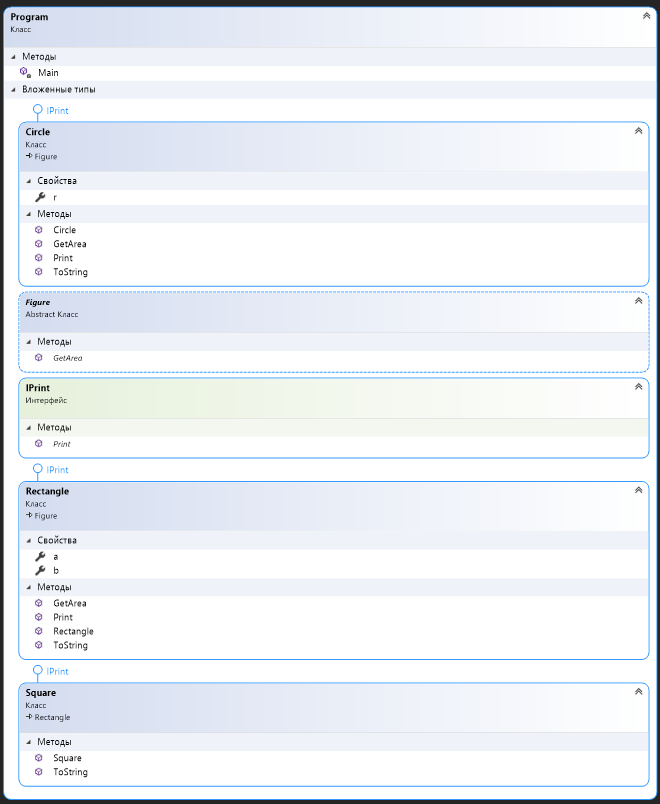 Program
Класс
Методы
Main
Вложенные типы
IPrint
Circle
Класс
Figure
Свойства
r
Методы
Circle
GetArea
Print
ToString
Figure
Abstract Класс
Методы
GetArea
IPrint
Интерфейс
Методы
Print
IPrint
Rectangle
Класс
Figure
Свойства
a
b
Методы
GetArea
Print
Rectangle
ToString
IPrint
Square
Класс
Rectangle
Методы
Square
ToString